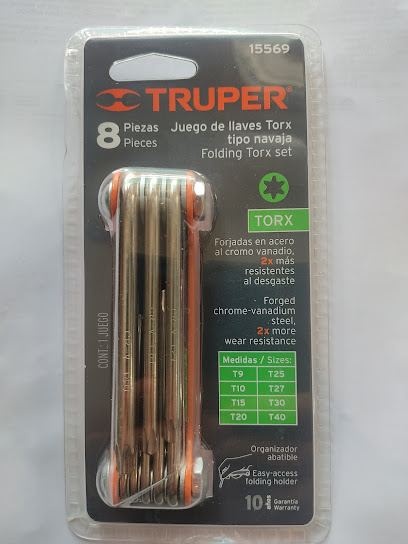 15569
TRUPER
8 Piezas
Pieces
Juego de llaves Torx
tipo navaja
Folding Torx set
TORX
Forjadas en acero
al cromo vanadio,
2x más
resistentes
al desgaste
Forged
chrome-vanadium
steel,
2x more
wear resistance
CONT: 1 JUEGO
Medidas / Sizes:
T9 T25
T10 T27
T15 T30
T20 T40
Organizador
abatible
Easy-access
folding holder
10 años Garantía
Warranty